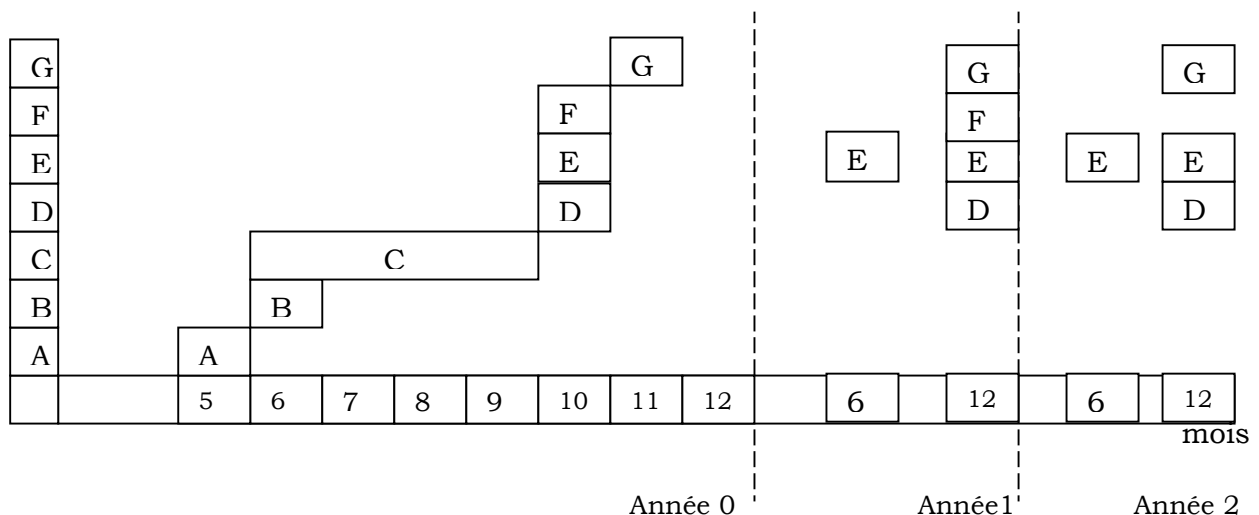 G G G G
F F F
E E E E E E
D D D D
C C
B B
A A
5 6 7 8 9 10 11 12 6 12 6 12
mois
Année 0 Année1 Année 2